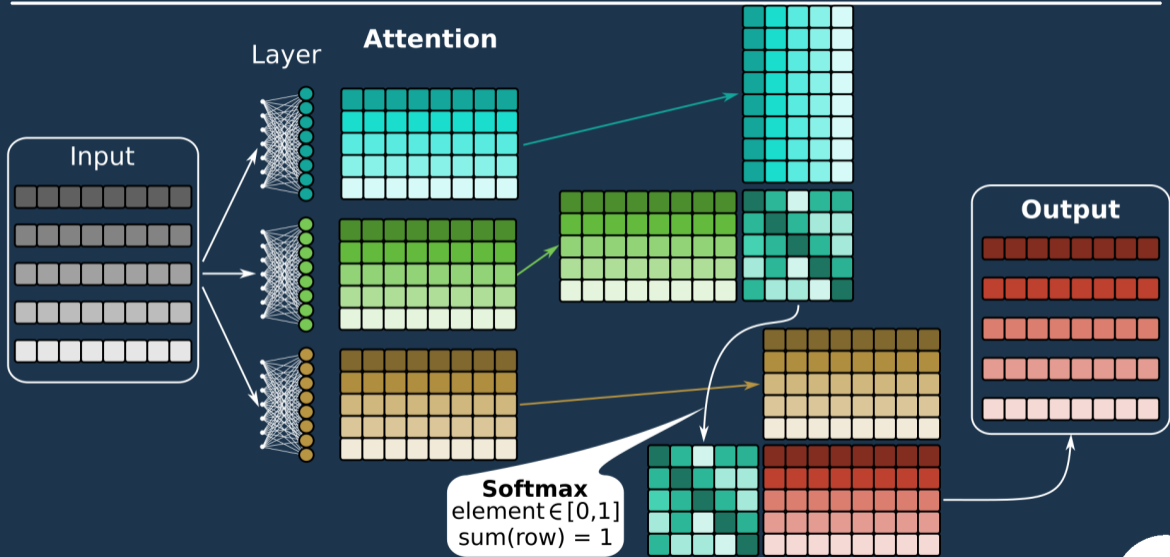 Layer
Attention
Input
Output
Softmax
element∈[0,1]
sum(row) = 1